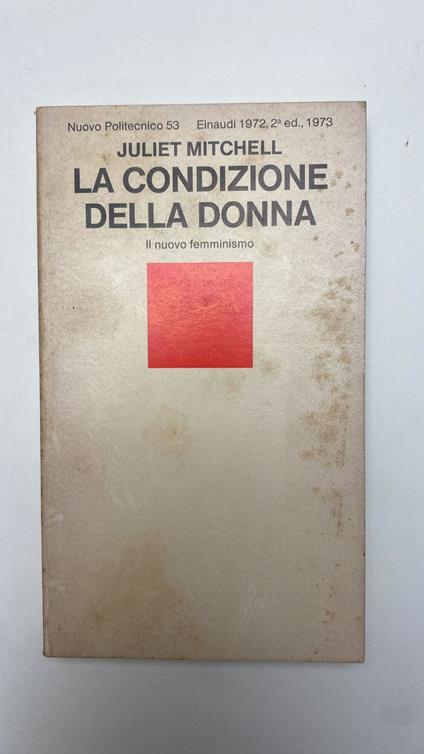 Nuovo Politecnico 53 Einaudi 1972, 2ª ed., 1973
JULIET MITCHELL
LA CONDIZIONE
DELLA DONNA
Il nuovo femminismo